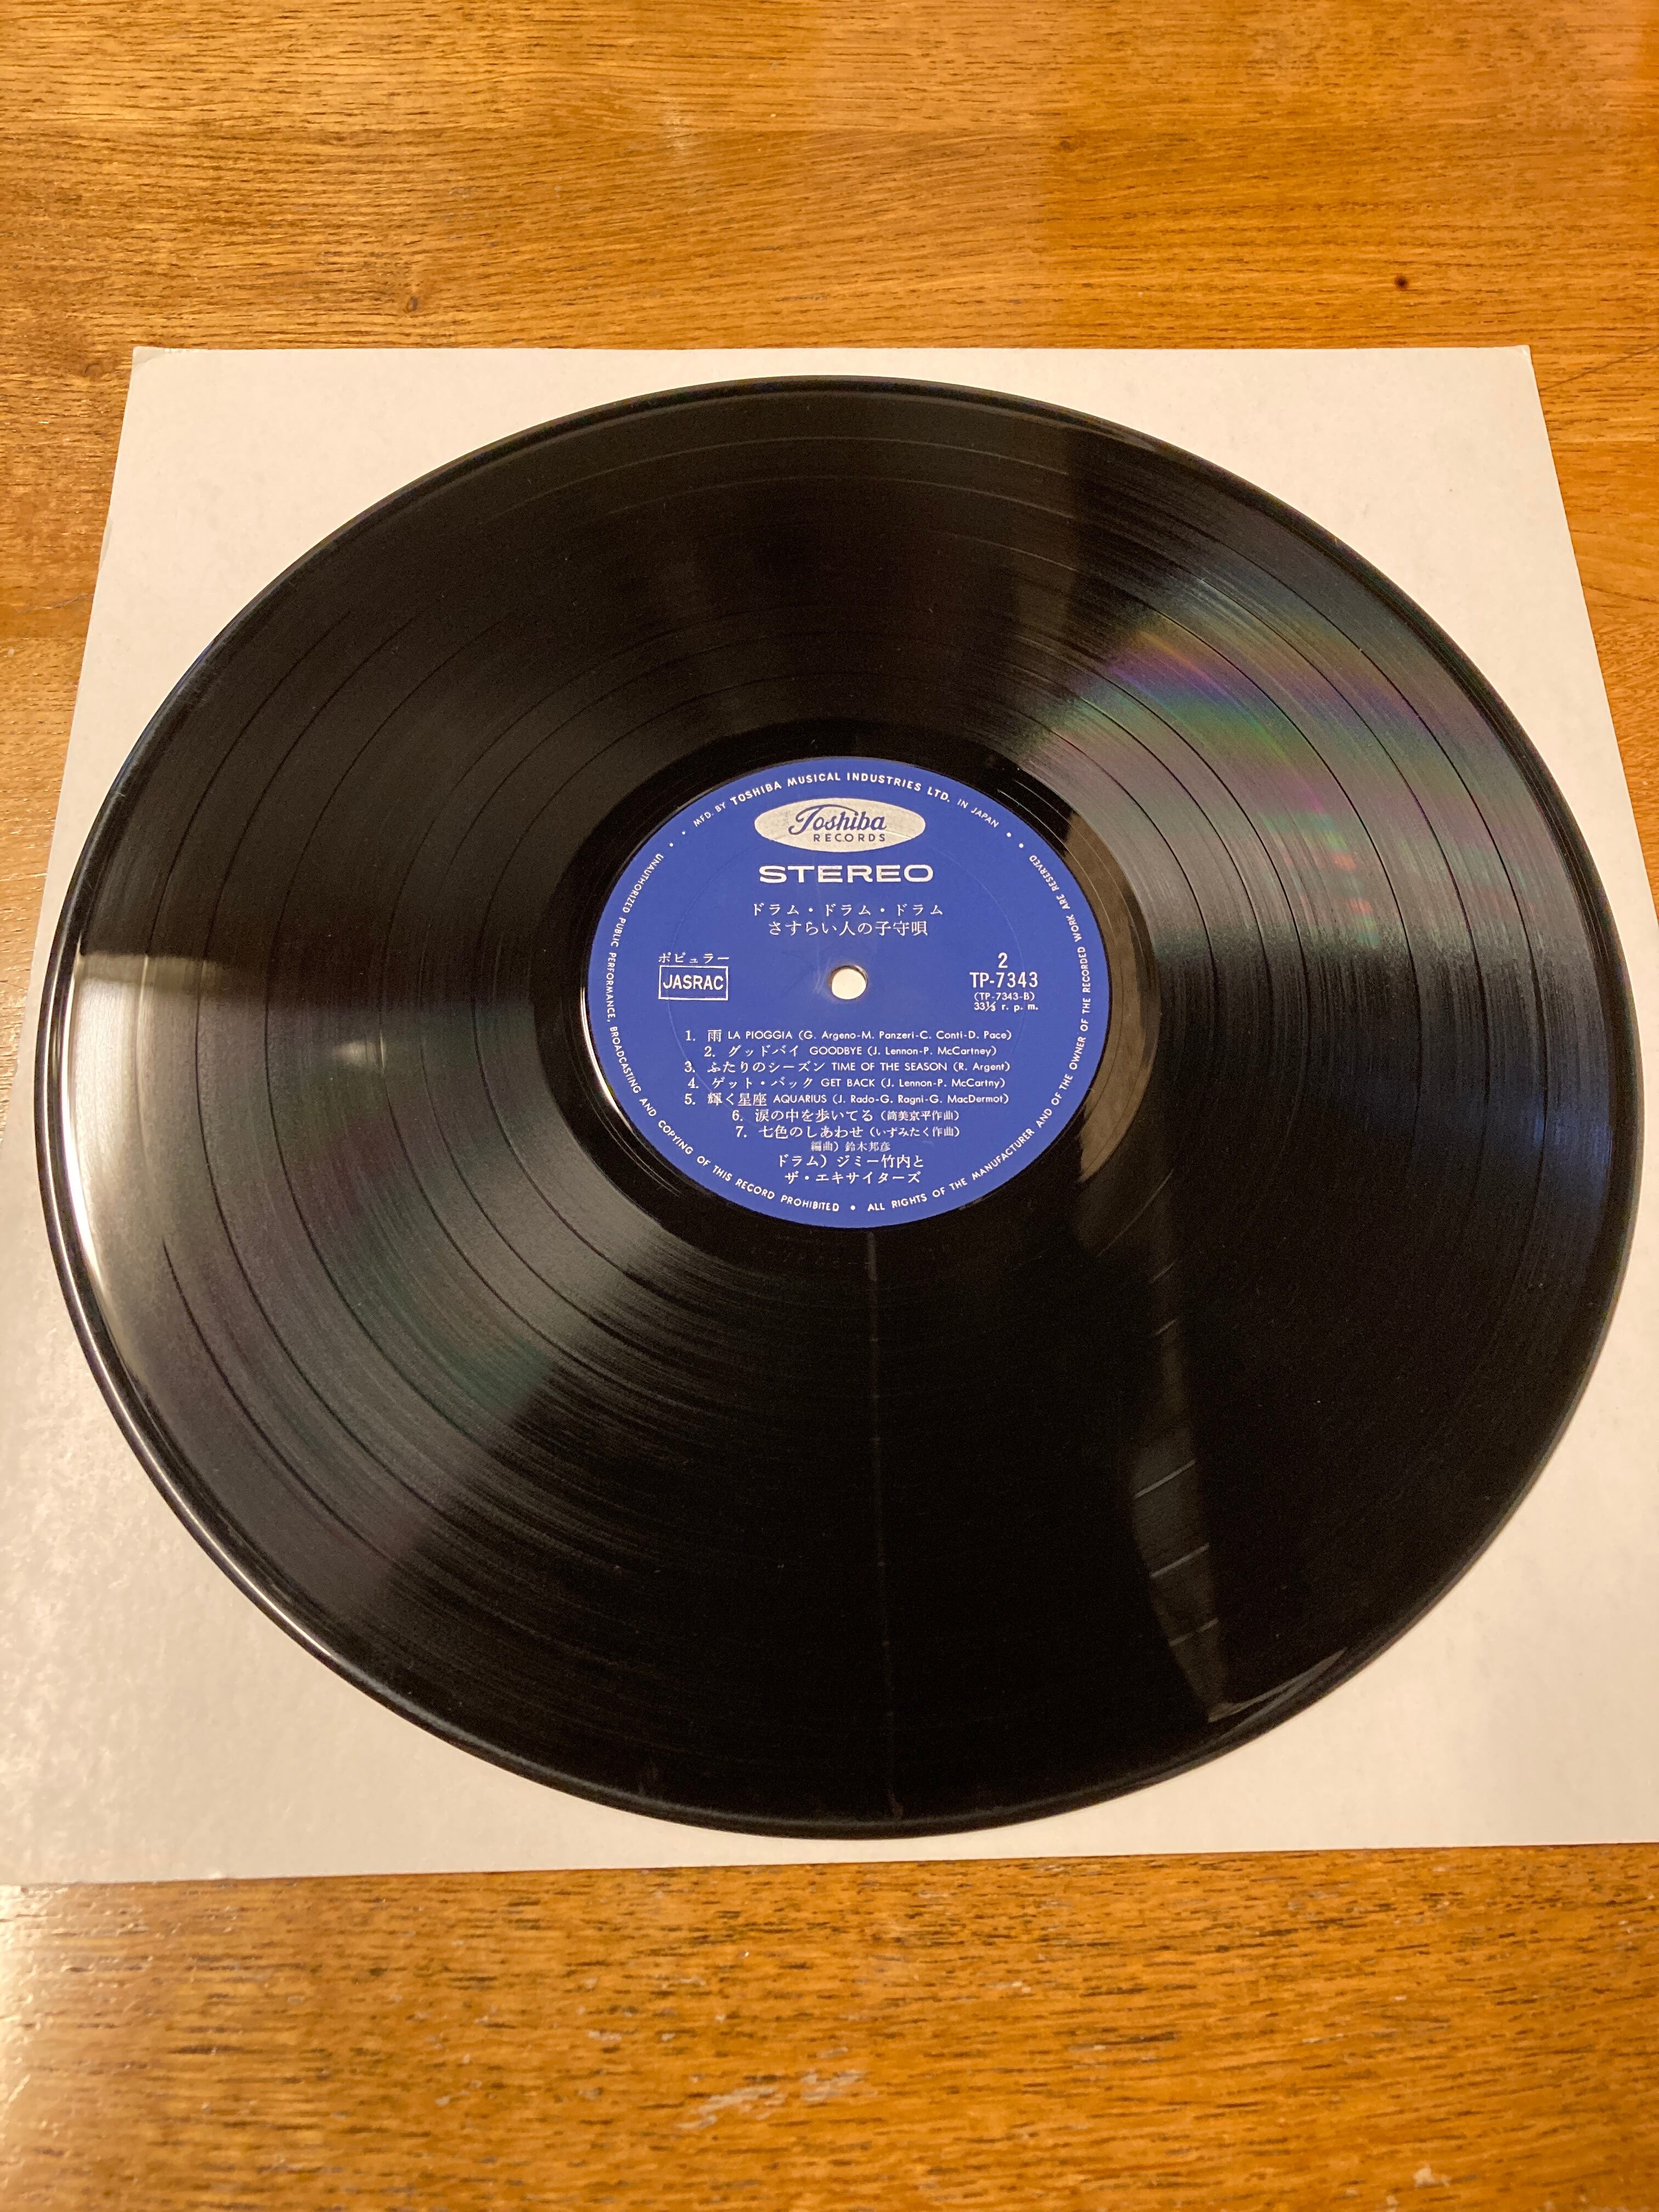 MFD. BY TOSHIBA MUSICAL INDUSTRIES LTD. IN JAPAN
Toshiba
RECORDS
STEREO
ドラム・ドラム・ドラム
さすらい人の子守唄
ポピュラー
JASRAC
2
TP-7343
(TP-7343-B)
33⅓ r. p. m.
1. 雨 LA PIOGGIA (G. Argeno-M. Panzeri-C. Conti-D. Pace)
2. グッドバイ GOODBYE (J. Lennon-P. McCartney)
3. ふたりのシーズン TIME OF THE SEASON (R. Argent)
4. ゲット・バック GET BACK (J. Lennon-P. McCartny)
5. 輝く星座 AQUARIUS (J. Rado-G. Ragni-G. MacDermot)
6. 涙の中を歩いてる (筒美京平作曲)
7. 七色のしあわせ (いずみたく作曲)
編曲) 鈴木邦彦
ドラム) ジミー竹内と
ザ・エキサイターズ
UNAUTHORIZED PUBLIC PERFORMANCE, BROADCASTING AND COPYING OF THIS RECORD PROHIBITED • ALL RIGHTS OF THE MANUFACTURER AND OF THE OWNER OF THE RECORDED WORK ARE RESERVED